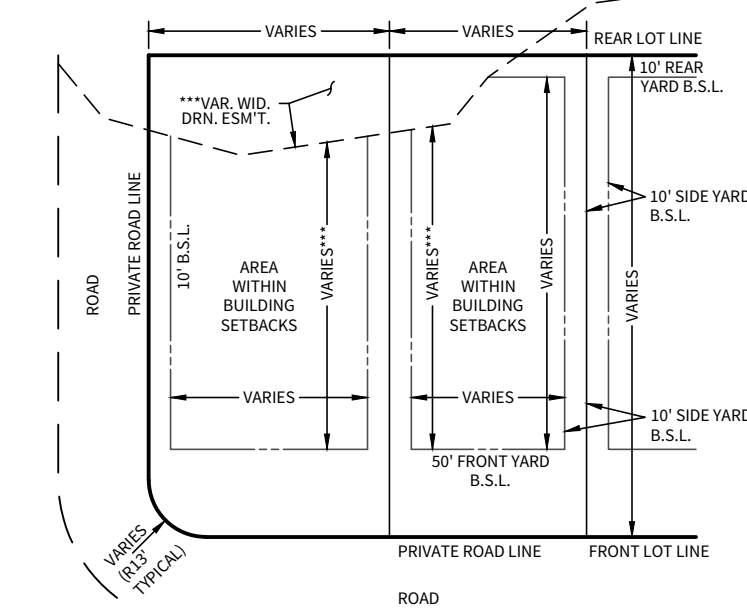 VARIES
VARIES
REAR LOT LINE
10' REAR
YARD B.S.L.
***VAR. WID.
DRN. ESM'T.
10' SIDE YARD
B.S.L.
ROAD
PRIVATE ROAD LINE
10' B.S.L.
AREA
WITHIN
BUILDING
SETBACKS
VARIES***
VARIES***
AREA
WITHIN
BUILDING
SETBACKS
VARIES
VARIES
VARIES
VARIES
10' SIDE YARD
B.S.L.
50' FRONT YARD
B.S.L.
VARIES
(R13'
TYPICAL)
PRIVATE ROAD LINE
FRONT LOT LINE
ROAD